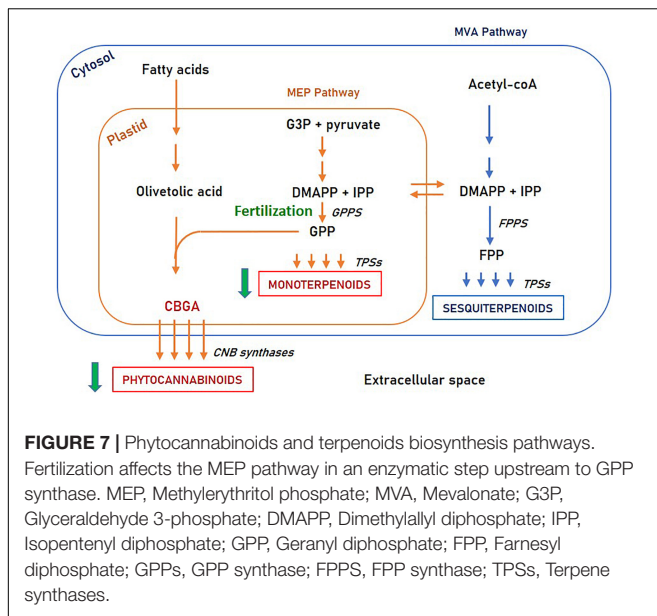 MVA Pathway
Cytosol
Fatty acids
Acetyl-coA
MEP Pathway
Plastid
G3P + pyruvate
Olivetolic acid
DMAPP + IPP
DMAPP + IPP
Fertilization
GPPS
FPPS
GPP
FPP
TPSs
TPSs
MONOTERPENOIDS
SESQUITERPENOIDS
CBGA
CNB synthases
PHYTOCANNABINOIDS
Extracellular space
FIGURE 7 | Phytocannabinoids and terpenoids biosynthesis pathways.
Fertilization affects the MEP pathway in an enzymatic step upstream to GPP
synthase. MEP, Methylerythritol phosphate; MVA, Mevalonate; G3P,
Glyceraldehyde 3-phosphate; DMAPP, Dimethylallyl diphosphate; IPP,
Isopentenyl diphosphate; GPP, Geranyl diphosphate; FPP, Farnesyl
diphosphate; GPPs, GPP synthase; FPPS, FPP synthase; TPSs, Terpene
synthases.